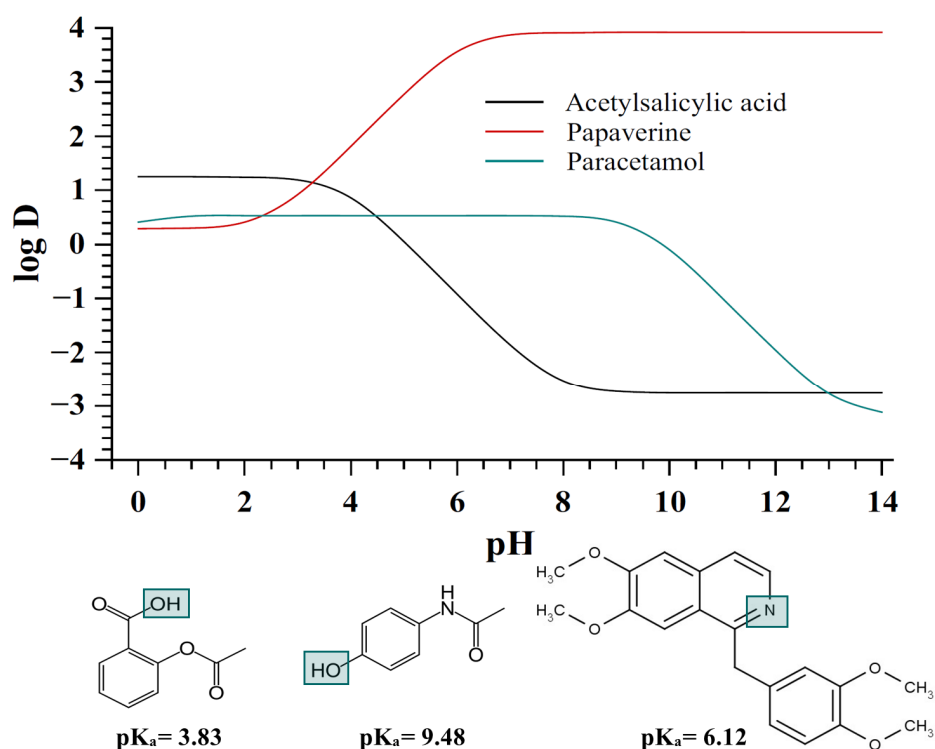 4
3
2
1
0
−1
−2
−3
−4
log D
Acetylsalicylic acid
Papaverine
Paracetamol
0 2 4 6 8 10 12 14
pH
O OH
O
O
H
N
O
HO
H₃C O
H₃C O
N
O CH₃
O CH₃
pKₐ= 3.83 pKₐ= 9.48 pKₐ= 6.12